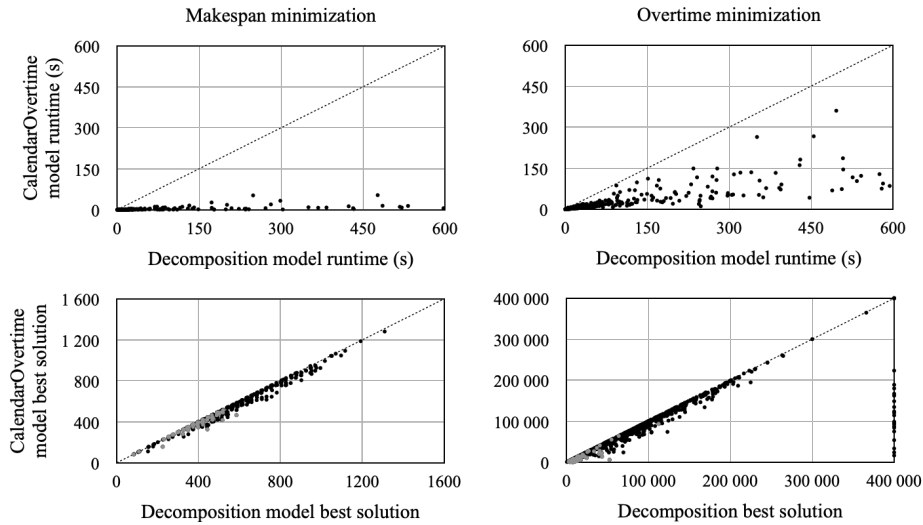 Makespan minimization
Overtime minimization
CalendarOvertime
model runtime (s)
600
450
300
150
0
0 150 300 450 600
Decomposition model runtime (s)
600
450
300
150
0
0 150 300 450 600
Decomposition model runtime (s)
CalendarOvertime
model best solution
1 600
1 200
800
400
0
0 400 800 1200 1600
Decomposition model best solution
400 000
300 000
200 000
100 000
0
0 100 000 200 000 300 000 400 000
Decomposition best solution